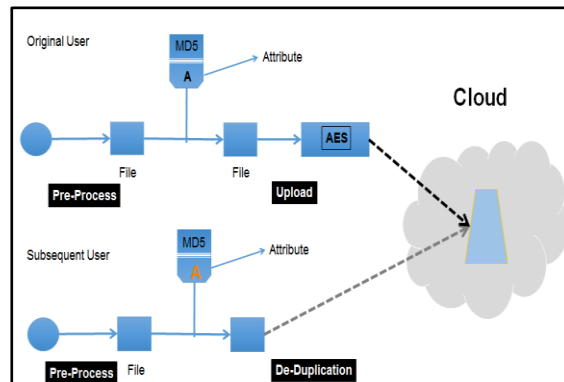 Original User
MD5
A
Attribute
Cloud
AES
File
File
Pre-Process
Upload
Subsequent User
MD5
A
Attribute
File
Pre-Process
De-Duplication